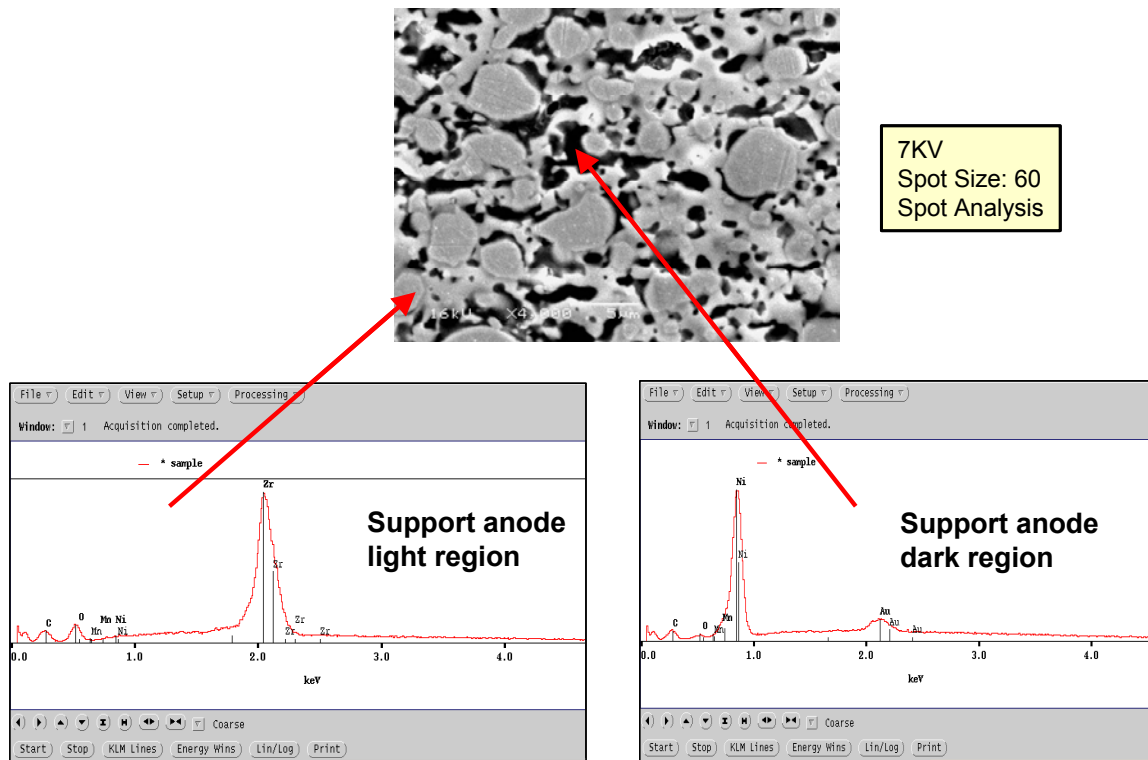 16kV X4,000 5μm
7KV
Spot Size: 60
Spot Analysis
File Edit View Setup Processing
Window: 1 Acquisition completed.
* sample
Zr
Support anode
light region
Zr
C O Mn Mn Ni Ni Zr Zr Zr
0.0 1.0 2.0 3.0 4.0
keV
Coarse
Start Stop KLM Lines Energy Wins Lin/Log Print
File Edit View Setup Processing
Window: 1 Acquisition completed.
* sample
Ni
Support anode
dark region
Ni
C O Mn Mn Au Au Au
0.0 1.0 2.0 3.0 4.0
keV
Coarse
Start Stop KLM Lines Energy Wins Lin/Log Print